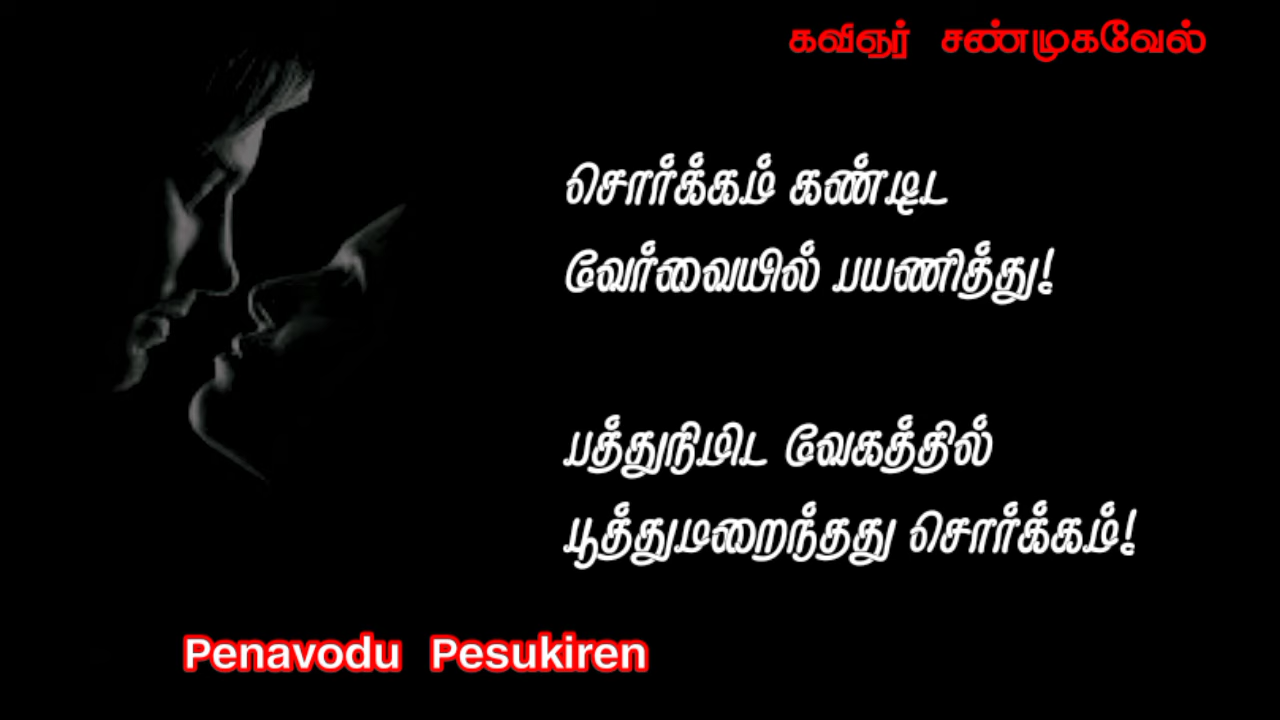 கவிஞர் சண்முகவேல்
சொர்க்கம் கண்டிட
வேர்வையில் பயணித்து!
பத்துநிமிட வேகத்தில்
பூத்துமறைந்தது சொர்க்கம்!
Penavodu Pesukiren